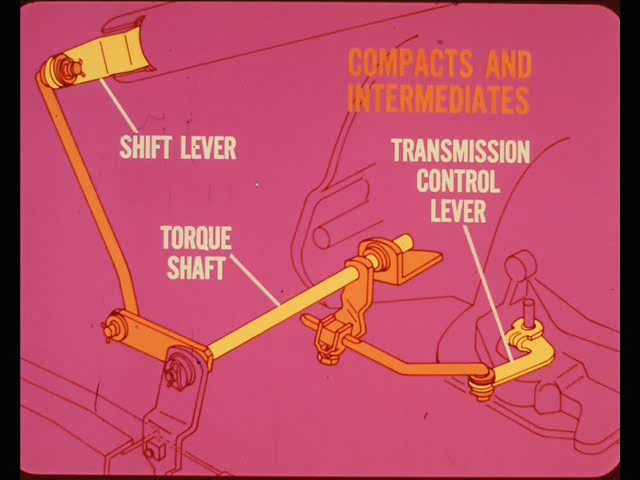 COMPACTS AND
INTERMEDIATES
SHIFT LEVER
TRANSMISSION
CONTROL
LEVER
TORQUE
SHAFT